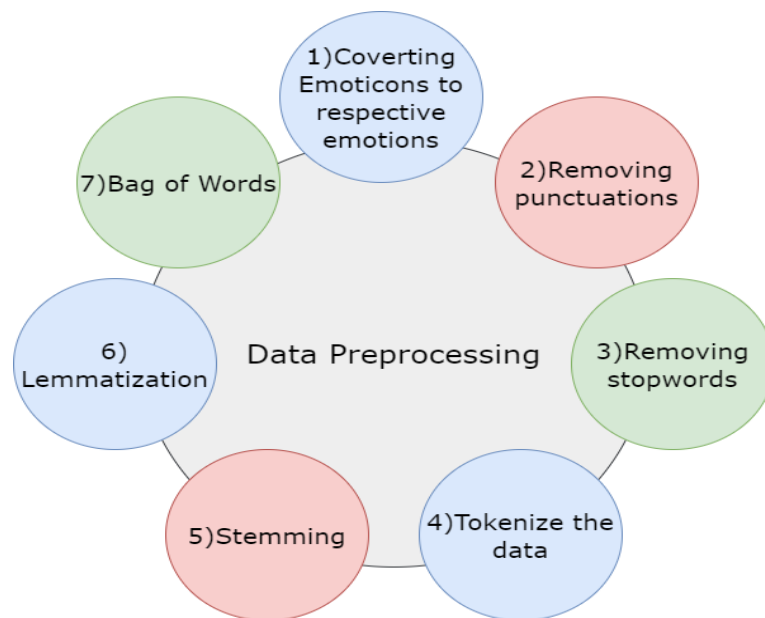 1)Coverting
Emoticons to
respective
emotions
2)Removing
punctuations
3)Removing
stopwords
4)Tokenize the
data
5)Stemming
6)
Lemmatization
7)Bag of Words
Data Preprocessing